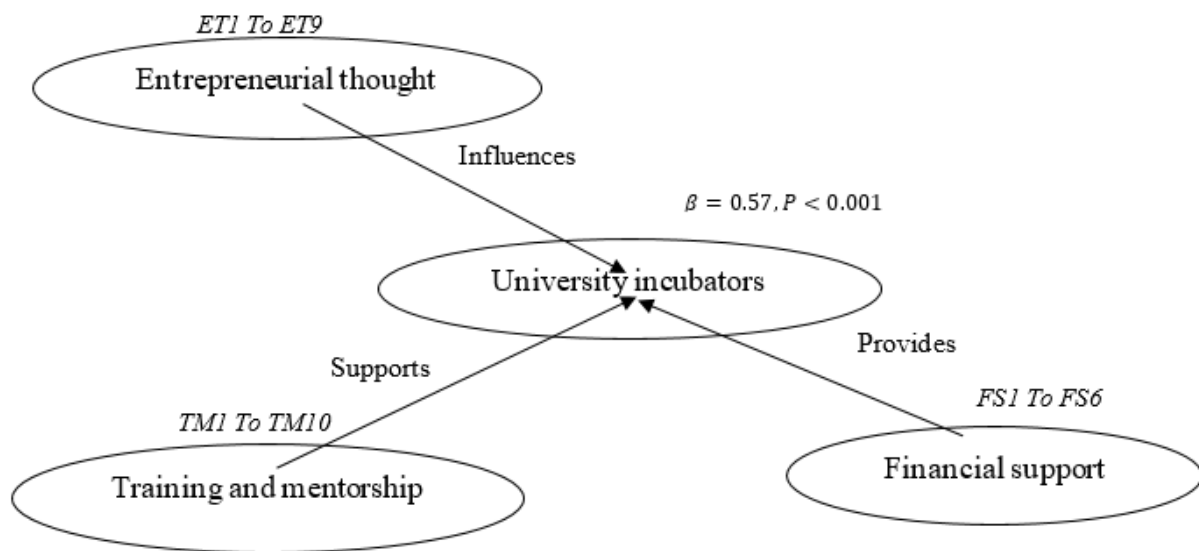 ET1 To ET9
Entrepreneurial thought
Influences
β = 0.57, P < 0.001
University incubators
Provides
Supports
FS1 To FS6
TM1 To TM10
Financial support
Training and mentorship